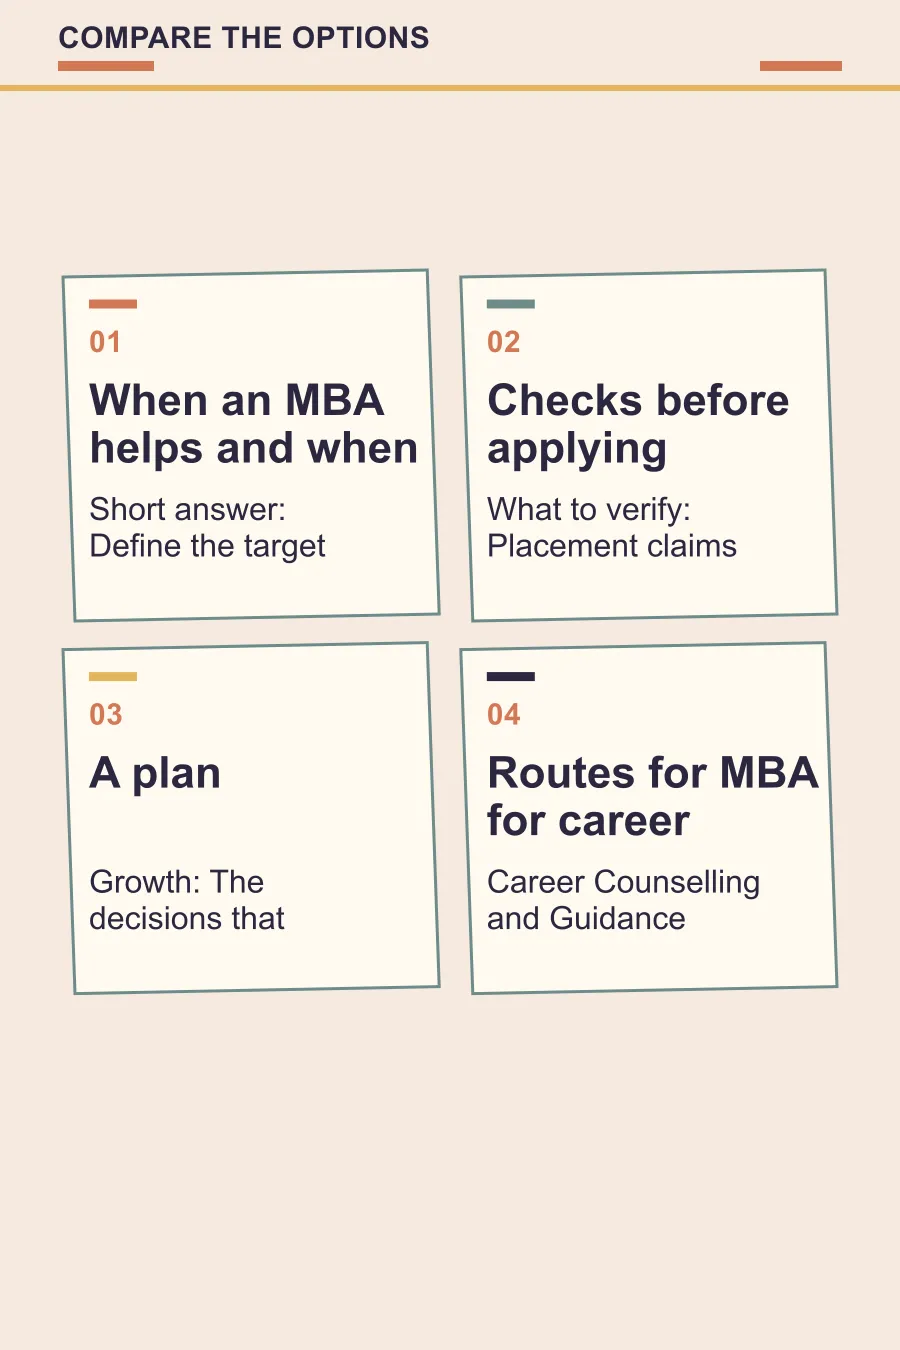 COMPARE THE OPTIONS
01
When an MBA
helps and when
Short answer:
Define the target
02
Checks before
applying
What to verify:
Placement claims
03
A plan
Growth: The
decisions that
04
Routes for MBA
for career
Career Counselling
and Guidance